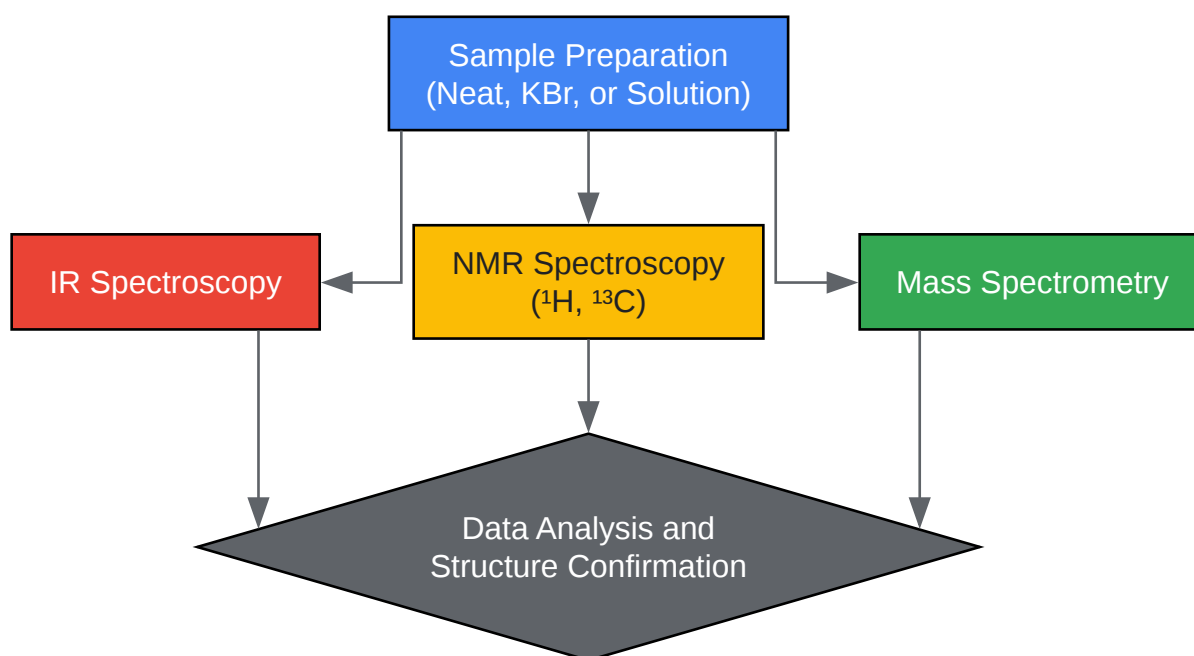 Sample Preparation
(Neat, KBr, or Solution)
IR Spectroscopy
NMR Spectroscopy
(¹H, ¹³C)
Mass Spectrometry
Data Analysis and
Structure Confirmation